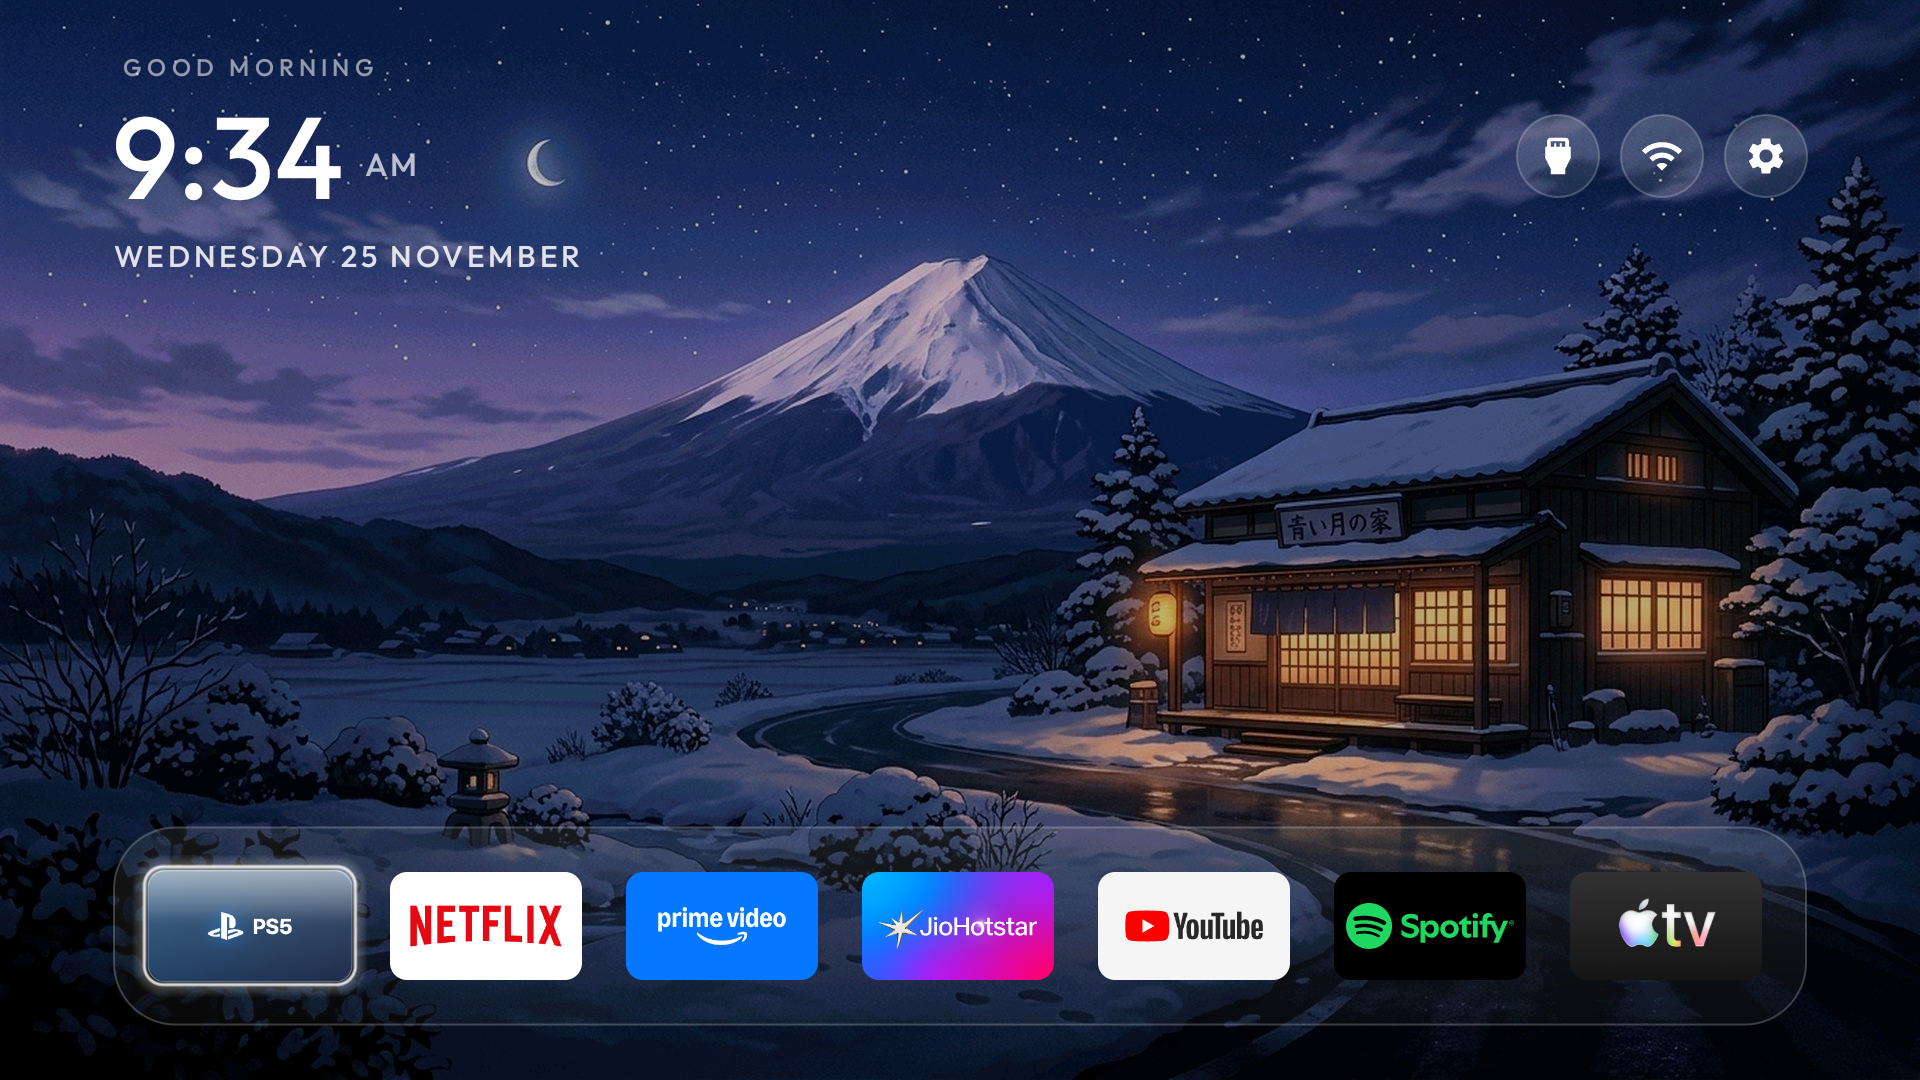 GOOD MORNING
9:34 AM
WEDNESDAY 25 NOVEMBER
青い月の家
PS5
NETFLIX
prime video
JioHotstar
YouTube
Spotify
tv